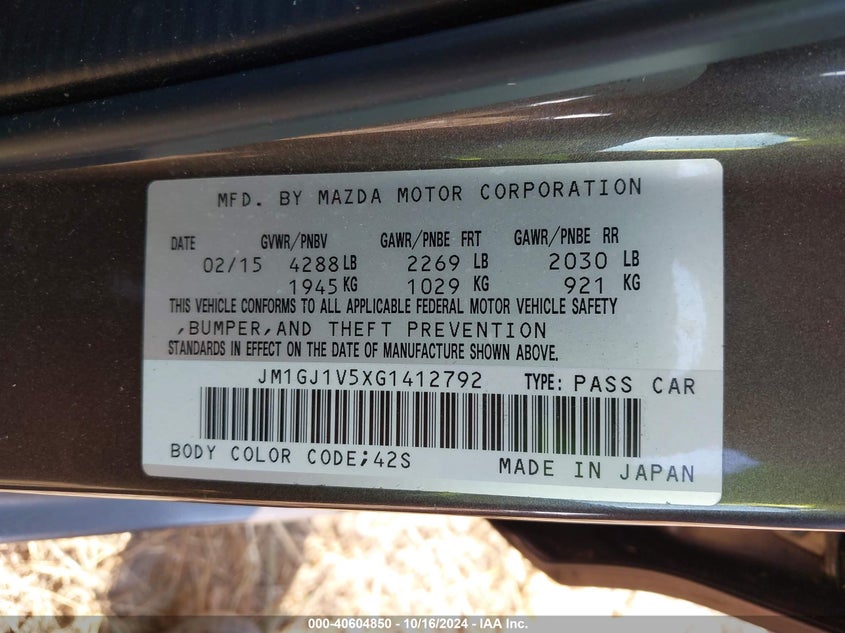 MFD. BY MAZDA MOTOR CORPORATION
DATE GVWR/PNBV GAWR/PNBE FRT GAWR/PNBE RR
02/15 4288 LB 2269 LB 2030 LB
1945 KG 1029 KG 921 KG
THIS VEHICLE CONFORMS TO ALL APPLICABLE FEDERAL MOTOR VEHICLE SAFETY
,BUMPER,AND THEFT PREVENTION
STANDARDS IN EFFECT ON THE DATE OF MANUFACTURE SHOWN ABOVE.
JM1GJ1V5XG1412792 TYPE: PASS CAR
BODY COLOR CODE;42S MADE IN JAPAN
000-40604850 - 10/16/2024 - IAA Inc.